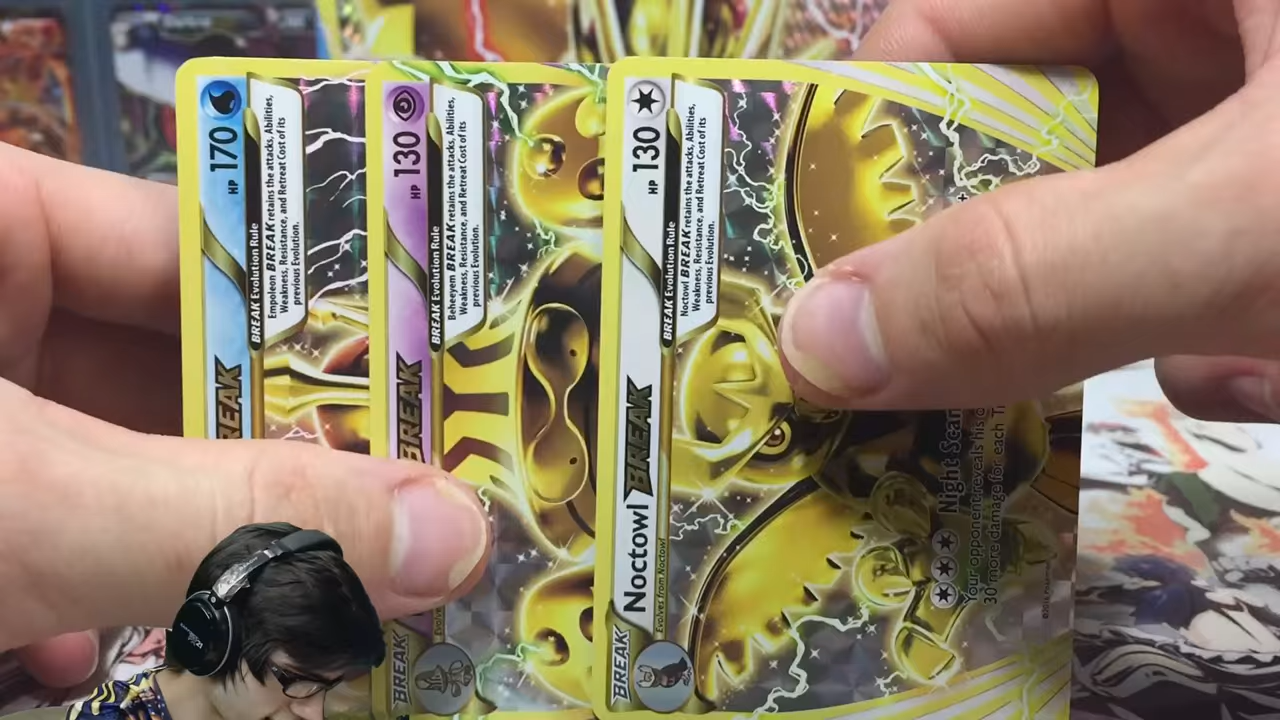 HP 170
BREAK
BREAK Evolution Rule
Empoleon BREAK retains the attacks, Abilities,
Weakness, Resistance, and Retreat Cost of its
previous Evolution.
HP 130
BREAK
BREAK Evolution Rule
Beheeyem BREAK retains the attacks, Abilities,
Weakness, Resistance, and Retreat Cost of its
previous Evolution.
BREAK
Evolves
HP 130
Noctowl BREAK
Evolves from Noctowl
BREAK Evolution Rule
Noctowl BREAK retains the attacks, Abilities,
Weakness, Resistance, and Retreat Cost of its
previous Evolution.
BREAK
Night
Your opponent reveals his
30 more damage for each